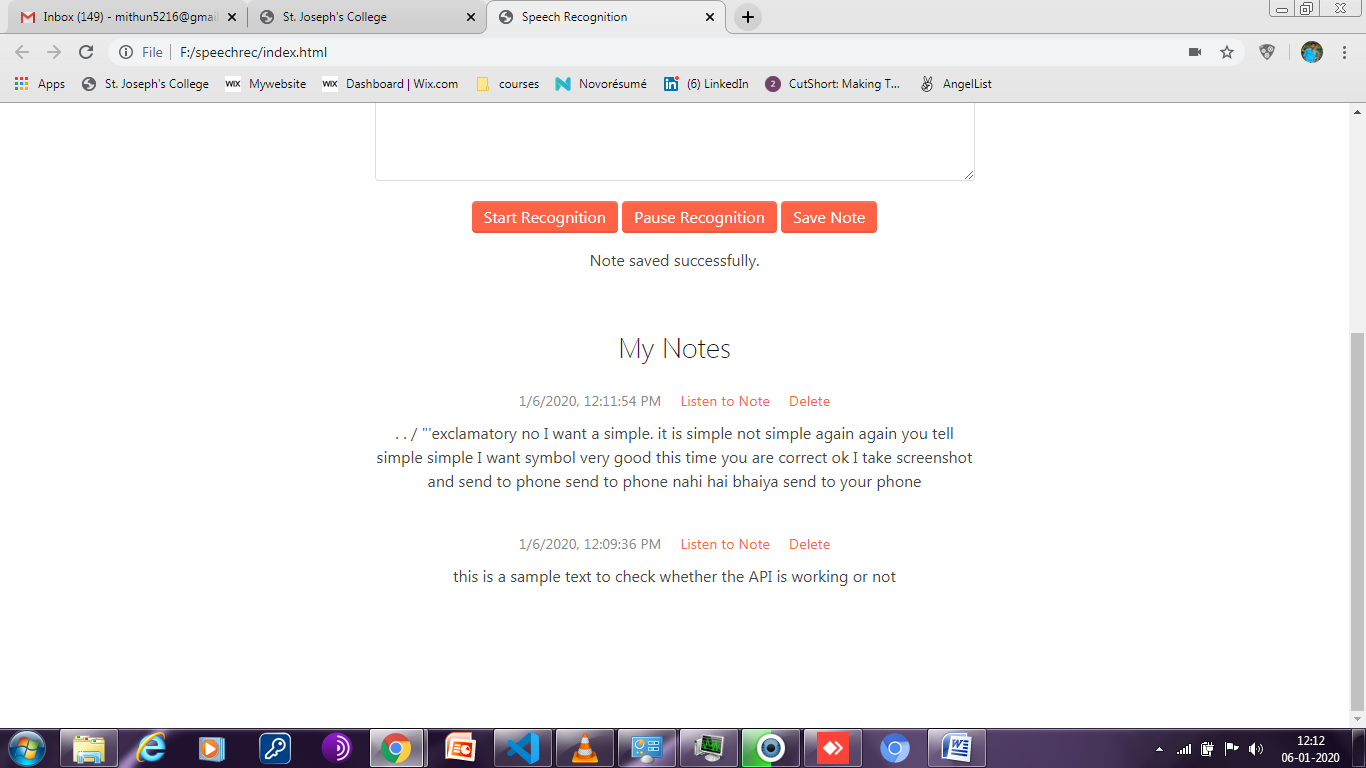 Inbox (149) - mithun5216@gmai
St. Joseph's College
Speech Recognition
File
F:/speechrec/index.html
Apps
St. Joseph's College
WIX Mywebsite
WIX Dashboard | Wix.com
courses
Novorésumé
(6) LinkedIn
2 CutShort: Making T...
AngelList
Start Recognition
Pause Recognition
Save Note
Note saved successfully.
My Notes
1/6/2020, 12:11:54 PM Listen to Note Delete
. . / "'exclamatory no I want a simple. it is simple not simple again again you tell
simple simple I want symbol very good this time you are correct ok I take screenshot
and send to phone send to phone nahi hai bhaiya send to your phone
1/6/2020, 12:09:36 PM Listen to Note Delete
this is a sample text to check whether the API is working or not
12:12
06-01-2020